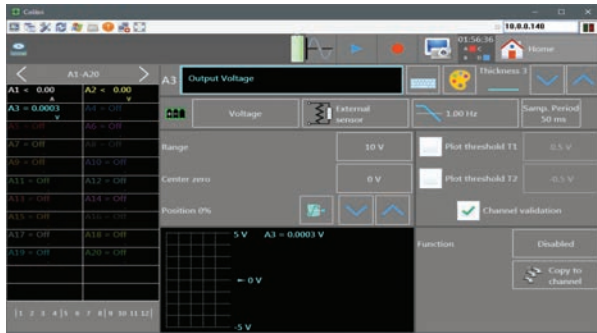 Colibri
10.0.0.140
01:56:36
Home
A1-A20
A3 Output Voltage
Thickness 3
A1 < 0.00 A
A2 < 0.00 V
A3 = 0.0003 V
A4 = Off
A5 = Off
A6 = Off
A7 = Off
A8 = Off
A9 = Off
A10 = Off
A11 = Off
A12 = Off
A13 = Off
A14 = Off
A15 = Off
A16 = Off
A17 = Off
A18 = Off
A19 = Off
A20 = Off
Voltage
External sensor
1.00 Hz
Samp. Period
50 ms
Range
10 V
Plot threshold T1
0.5 V
Center zero
0 V
Plot threshold T2
-0.5 V
Position 0%
Channel validation
5 V
A3 = 0.0003 V
0 V
-5 V
Function
Disabled
Copy to channel
1 2 3 4 5 6 7 8 9 10 11 12